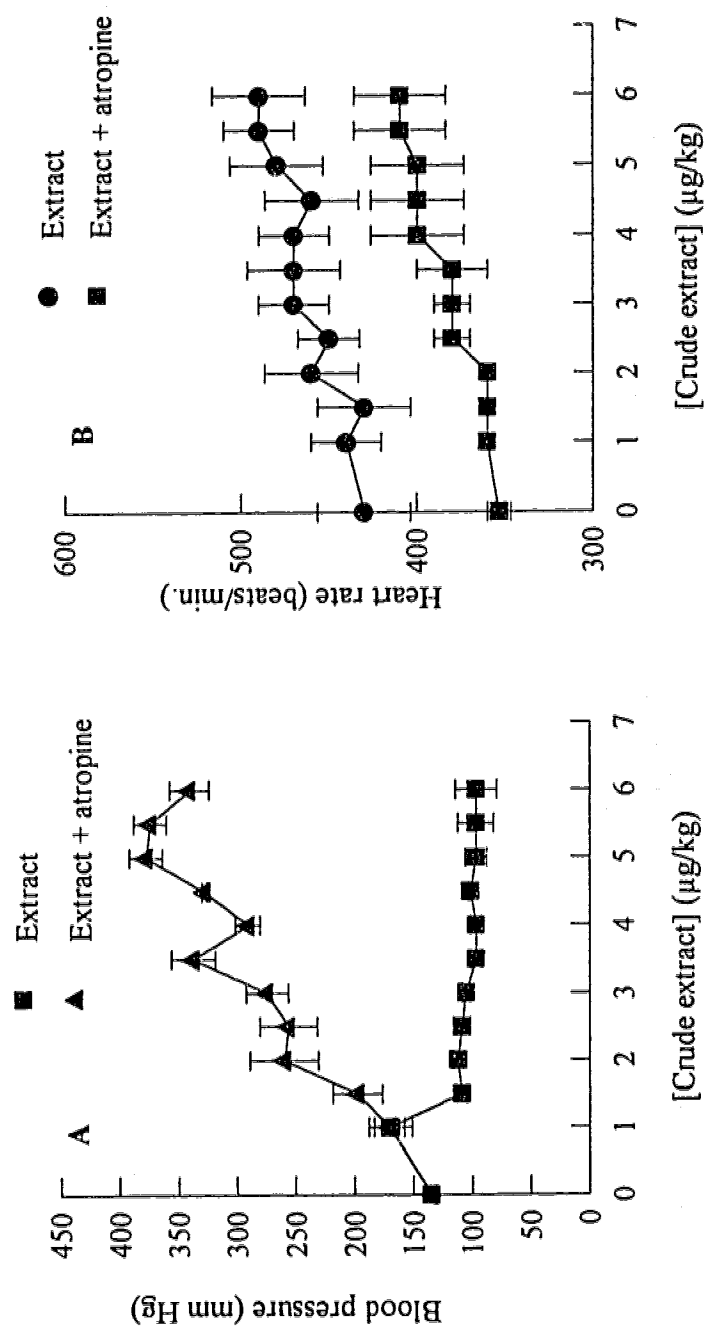 A
■ Extract
▲ Extract + atropine
Blood pressure (mm Hg)
450
400
350
300
250
200
150
100
50
0
0 1 2 3 4 5 6 7
[Crude extract] (µg/kg)
B
● Extract
■ Extract + atropine
Heart rate (beats/min.)
600
500
400
300
0 1 2 3 4 5 6 7
[Crude extract] (µg/kg)